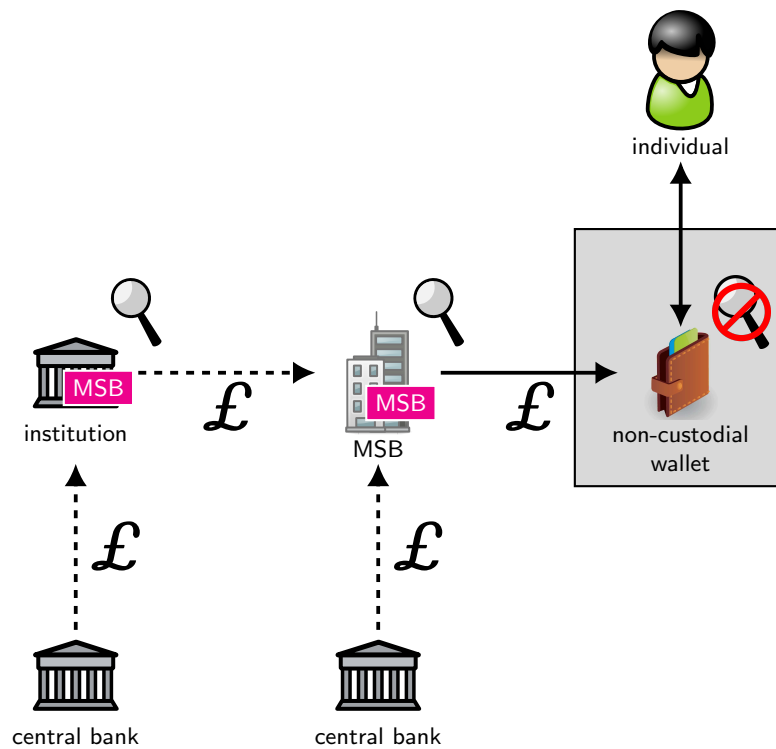 individual
MSB
£
MSB
£
institution
MSB
non-custodial
wallet
£
£
central bank
central bank